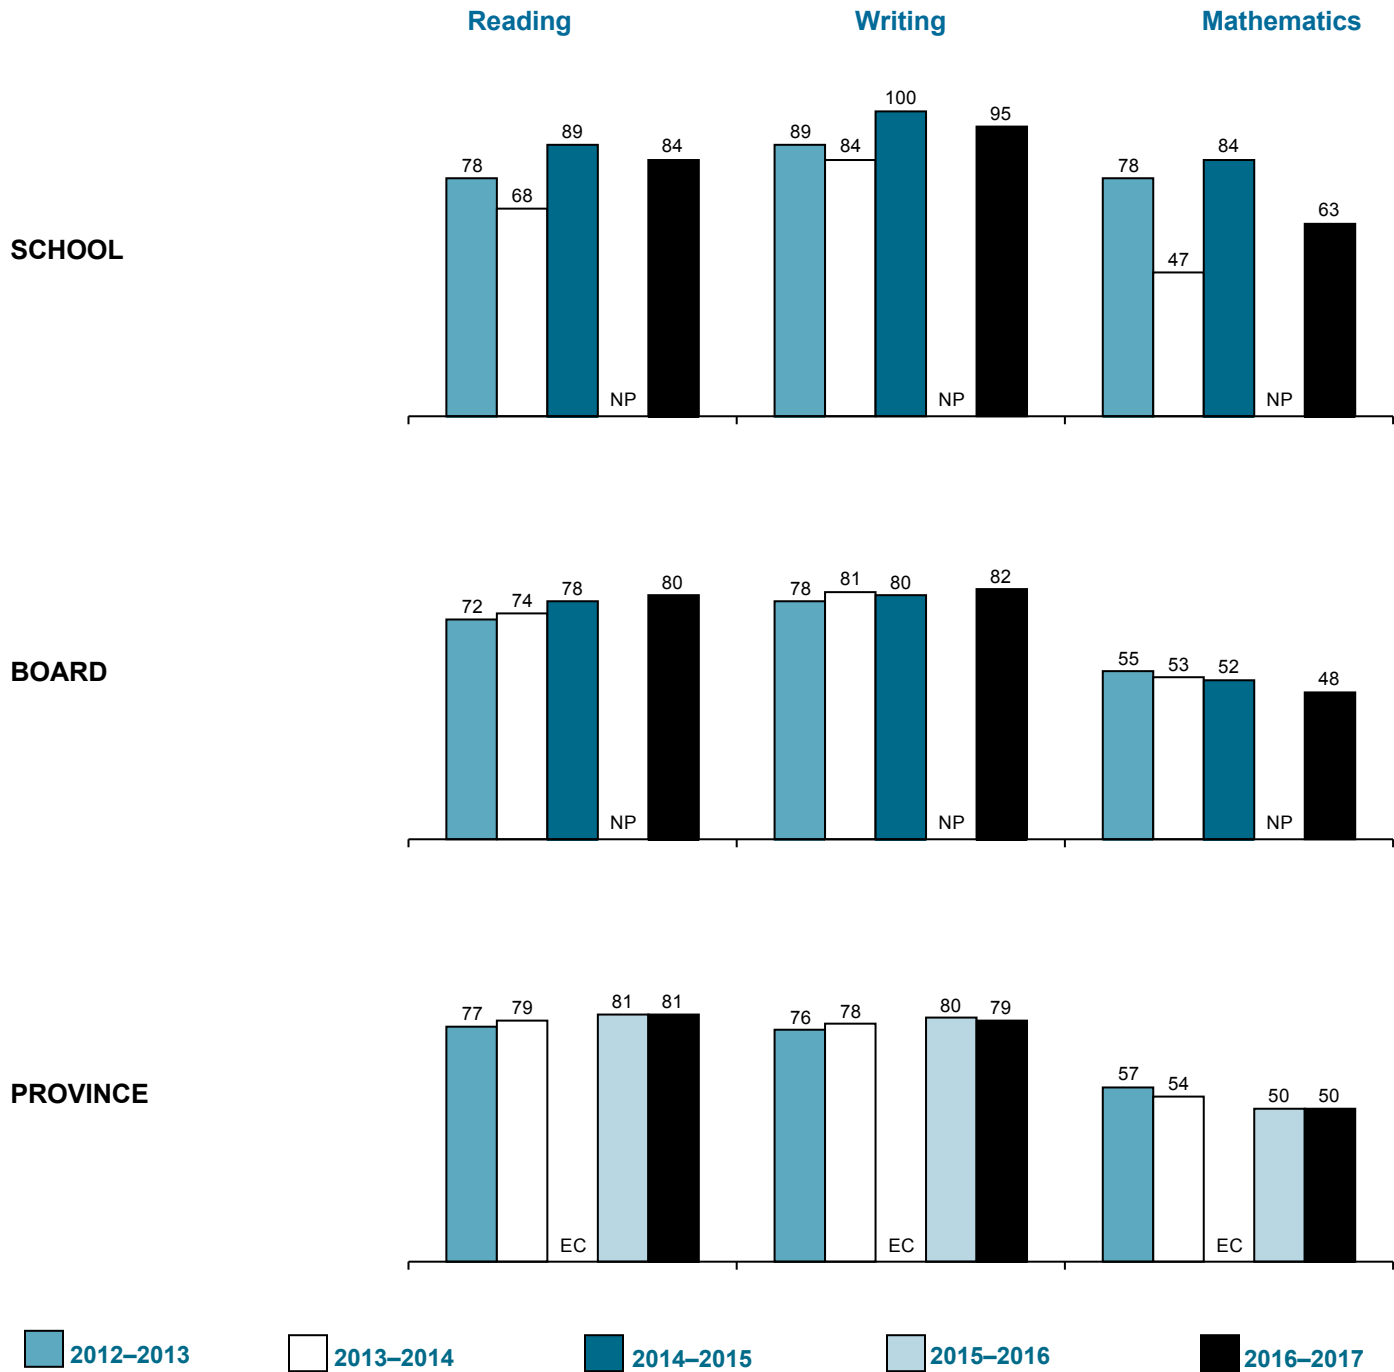 Reading Writing Mathematics
SCHOOL
78 68 89 NP 84
89 84 100 NP 95
78 47 84 NP 63
BOARD
72 74 78 NP 80
78 81 80 NP 82
55 53 52 NP 48
PROVINCE
77 79 EC 81 81
76 78 EC 80 79
57 54 EC 50 50
2012–2013 2013–2014 2014–2015 2015–2016 2016–2017